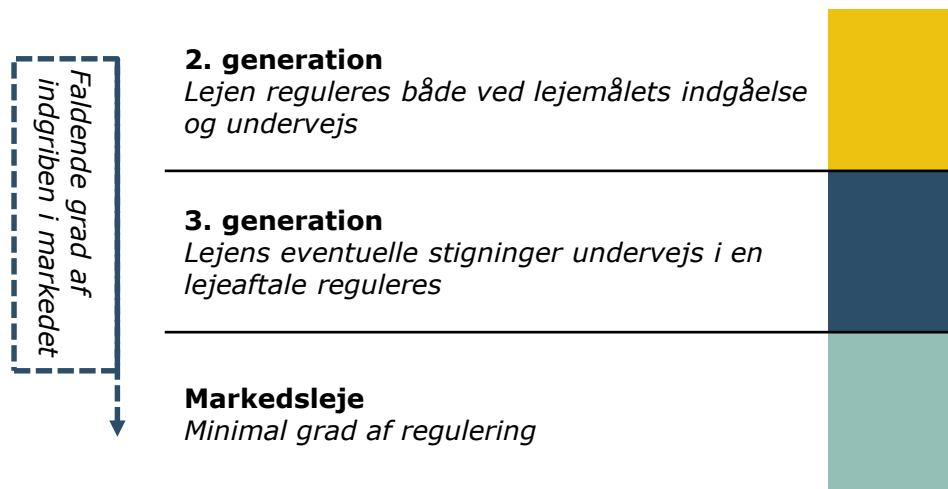 Faldende grad af
indgriben i markedet
2. generation
Lejen reguleres både ved lejemålets indgåelse
og undervejs
3. generation
Lejens eventuelle stigninger undervejs i en
lejeaftale reguleres
Markedsleje
Minimal grad af regulering